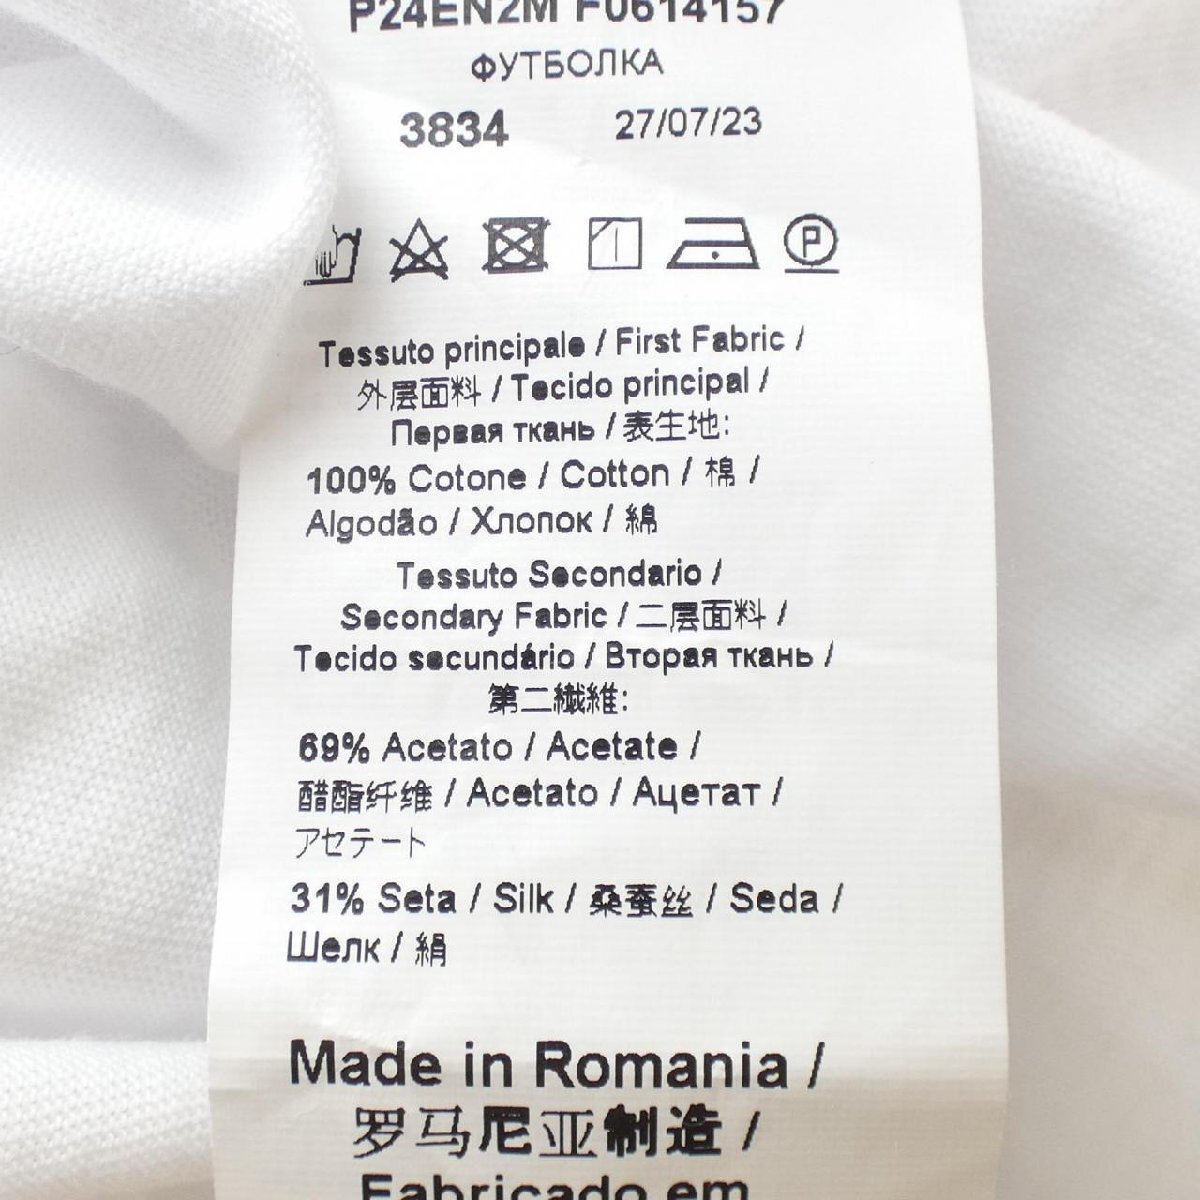 P24EN2M F0614157
ФУТБОЛКА
3834 27/07/23
Tessuto principale / First Fabric /
外层面料 / Tecido principal /
Первая ткань / 表生地:
100% Cotone / Cotton / 棉 /
Algodão / Хлопок / 綿
Tessuto Secondario /
Secondary Fabric / 二层面料 /
Tecido secundário / Вторая ткань /
第二繊維:
69% Acetato / Acetate /
醋酯纤维 / Acetato / Ацетат /
アセテート
31% Seta / Silk / 桑蚕丝 / Seda /
Шелк / 絹
Made in Romania /
罗马尼亚制造 /
Fabricado em